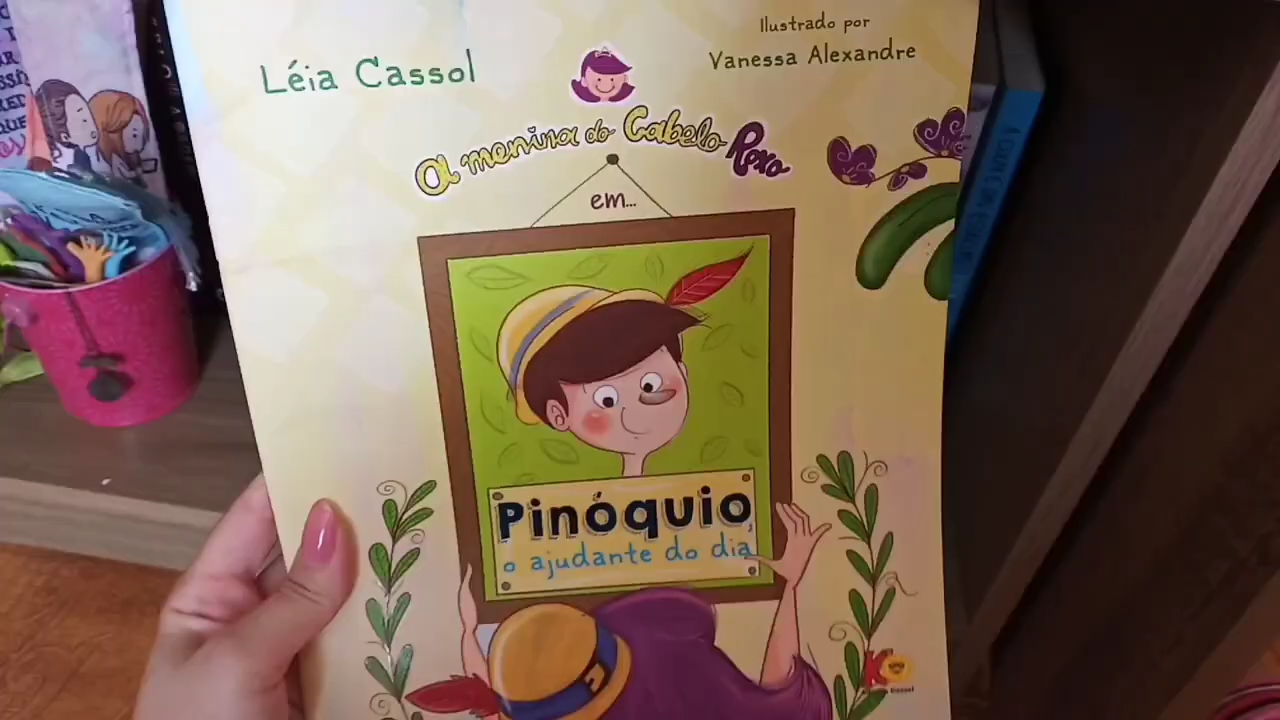 Léia Cassol
Ilustrado por
Vanessa Alexandre
A menina do Cabelo Roxo
em...
Pinóquio,
o ajudante do dia